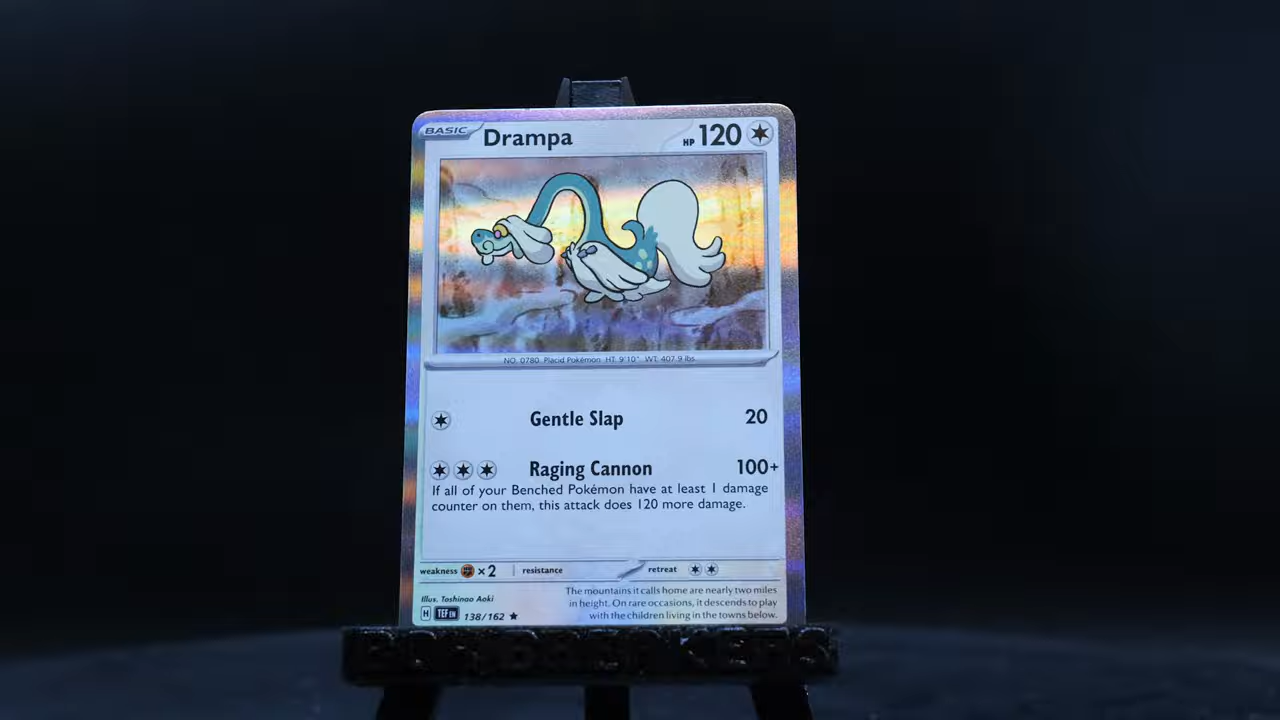 BASIC Drampa HP 120
NO. 0780 Placid Pokémon HT: 9'10" WT: 407.9 lbs.
Gentle Slap 20
Raging Cannon 100+
If all of your Benched Pokémon have at least 1 damage
counter on them, this attack does 120 more damage.
weakness ×2 resistance retreat
Illus. Toshinao Aoki
H TEF EN 138/162
The mountains it calls home are nearly two miles
in height. On rare occasions, it descends to play
with the children living in the towns below.